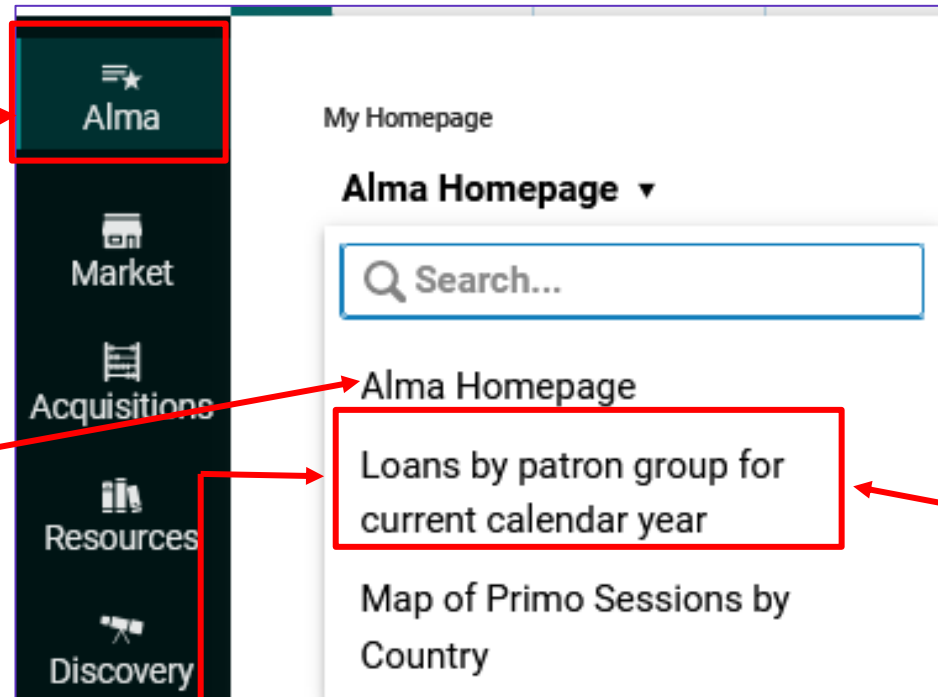 Alma
Market
Acquisitions
Resources
Discovery
My Homepage
Alma Homepage ▼
Search...
Alma Homepage
Loans by patron group for
current calendar year
Map of Primo Sessions by
Country